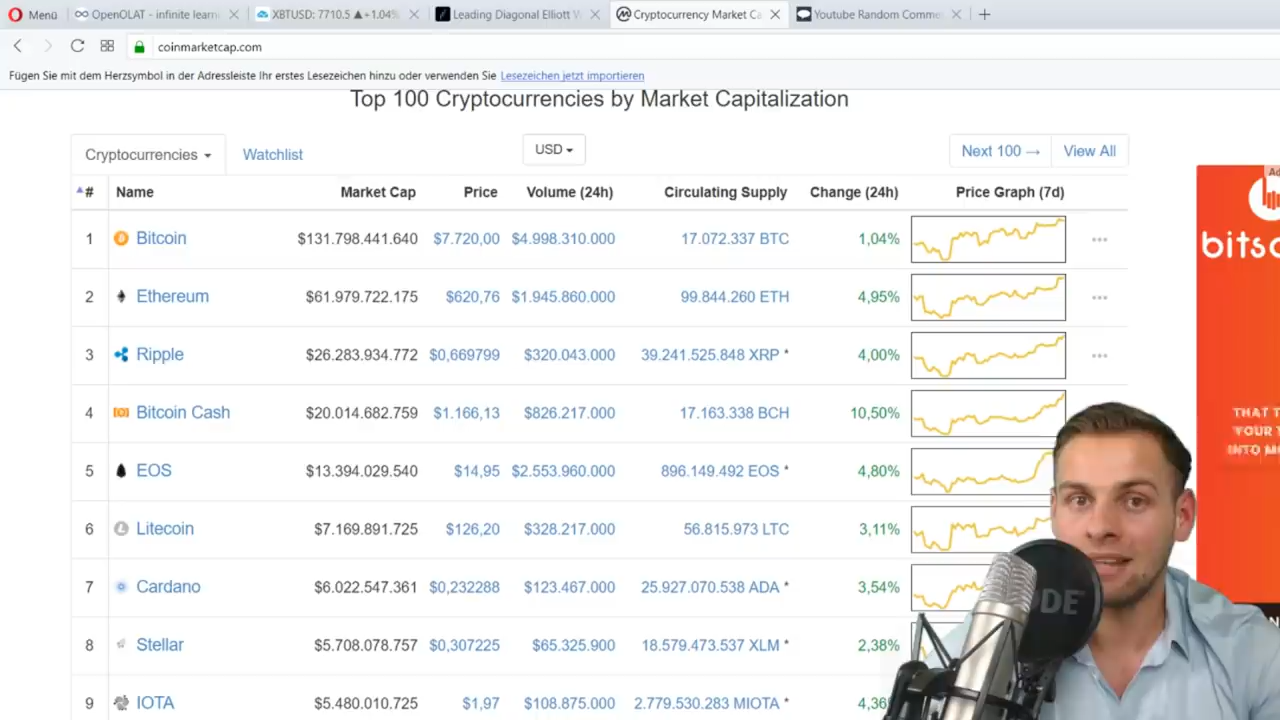 Menü
OpenOLAT - infinite learn
XBTUSD: 7710.5 ▲+1.04%
Leading Diagonal Elliott W
Cryptocurrency Market Ca
Youtube Random Comme
coinmarketcap.com
Fügen Sie mit dem Herzsymbol in der Adressleiste Ihr erstes Lesezeichen hinzu oder verwenden Sie Lesezeichen jetzt importieren
Top 100 Cryptocurrencies by Market Capitalization
Cryptocurrencies Watchlist USD Next 100 → View All
# Name Market Cap Price Volume (24h) Circulating Supply Change (24h) Price Graph (7d)
1 Bitcoin $131.798.441.640 $7.720,00 $4.998.310.000 17.072.337 BTC 1,04%
2 Ethereum $61.979.722.175 $620,76 $1.945.860.000 99.844.260 ETH 4,95%
3 Ripple $26.283.934.772 $0,669799 $320.043.000 39.241.525.848 XRP * 4,00%
4 Bitcoin Cash $20.014.682.759 $1.166,13 $826.217.000 17.163.338 BCH 10,50%
5 EOS $13.394.029.540 $14,95 $2.553.960.000 896.149.492 EOS * 4,80%
6 Litecoin $7.169.891.725 $126,20 $328.217.000 56.815.973 LTC 3,11%
7 Cardano $6.022.547.361 $0,232288 $123.467.000 25.927.070.538 ADA * 3,54%
8 Stellar $5.708.078.757 $0,307225 $65.325.900 18.579.473.537 XLM * 2,38%
9 IOTA $5.480.010.725 $1,97 $108.875.000 2.779.530.283 MIOTA * 4,36
Ad
bitsc
THAT T
YOUR
INTO M
DE